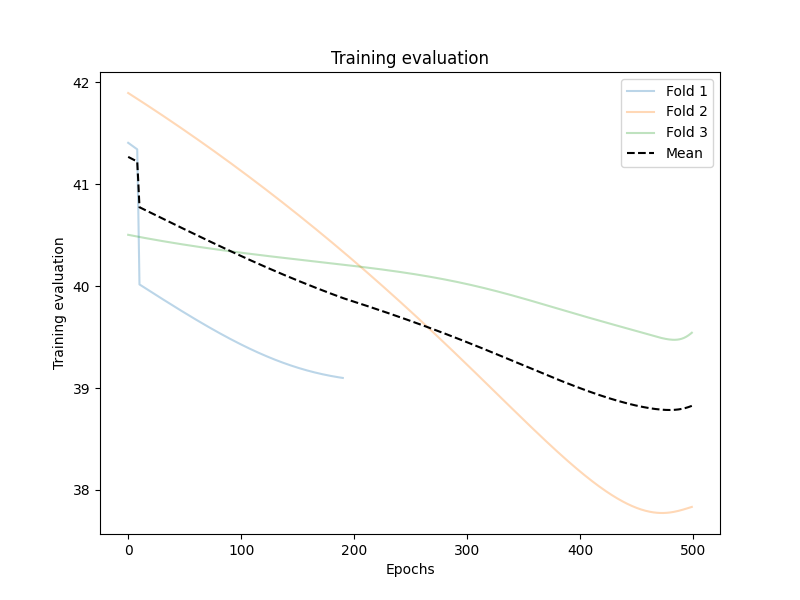 Training evaluation
Fold 1
Fold 2
Fold 3
Mean
42
41
40
39
38
Training evaluation
0 100 200 300 400 500
Epochs